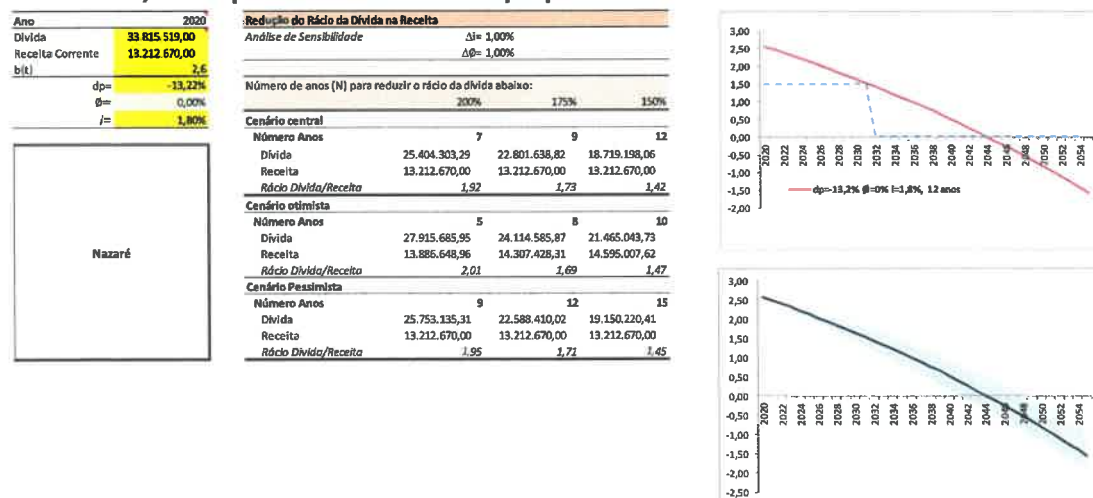 Ano 2020
Divida 33.815.519,00
Receita Corrente 13.212.670,00
b(t) 2,6
dp= -13,22%
Ø= 0,00%
i= 1,80%
Nazaré
Redução do Rácio da Dívida na Receita
Análise de Sensibilidade Δi= 1,00%
ΔØ= 1,00%
Número de anos (N) para reduzir o rácio da dívida abaixo:
200% 175% 150%
Cenário central
Número Anos 7 9 12
Dívida 25.404.303,29 22.801.638,82 18.719.198,06
Receita 13.212.670,00 13.212.670,00 13.212.670,00
Rácio Divida/Receita 1,92 1,73 1,42
Cenário otimista
Número Anos 5 8 10
Dívida 27.915.685,95 24.114.585,87 21.465.043,73
Receita 13.886.648,96 14.307.428,31 14.595.007,62
Rácio Divida/Receita 2,01 1,69 1,47
Cenário Pessimista
Número Anos 9 12 15
Divida 25.753.135,31 22.588.410,02 19.150.220,41
Receita 13.212.670,00 13.212.670,00 13.212.670,00
Rácio Divida/Receita 1,95 1,71 1,45
3,00
2,50
2,00
1,50
1,00
0,50
0,00
-0,50
-1,00
-1,50
-2,00
2020 2022 2024 2026 2028 2030 2032 2034 2036 2038 2040 2042 2044 2046 2048 2050 2052 2054
dp=-13,2% Ø=0% i=1,8%, 12 anos
3,00
2,50
2,00
1,50
1,00
0,50
0,00
-0,50
-1,00
-1,50
-2,00
-2,50
2020 2022 2024 2026 2028 2030 2032 2034 2036 2038 2040 2042 2044 2046 2048 2050 2052 2054